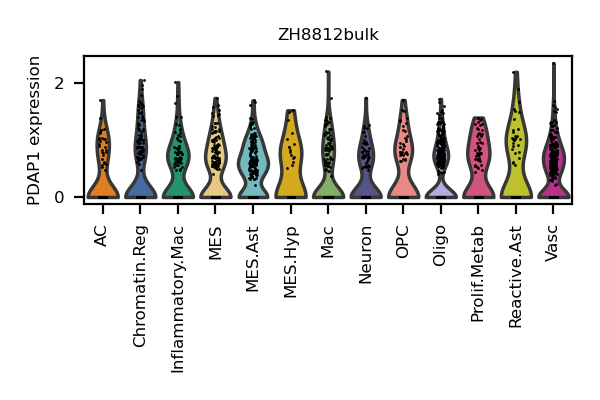 ZH8812bulk
PDAP1 expression
2
0
AC
Chromatin.Reg
Inflammatory.Mac
MES
MES.Ast
MES.Hyp
Mac
Neuron
OPC
Oligo
Prolif.Metab
Reactive.Ast
Vasc